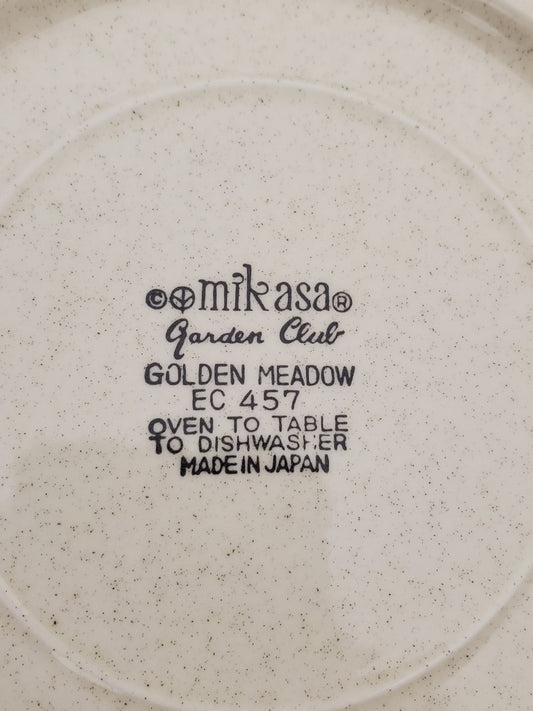 © mikasa®
Garden Club
GOLDEN MEADOW
EC 457
OVEN TO TABLE
TO DISHWASHER
MADE IN JAPAN